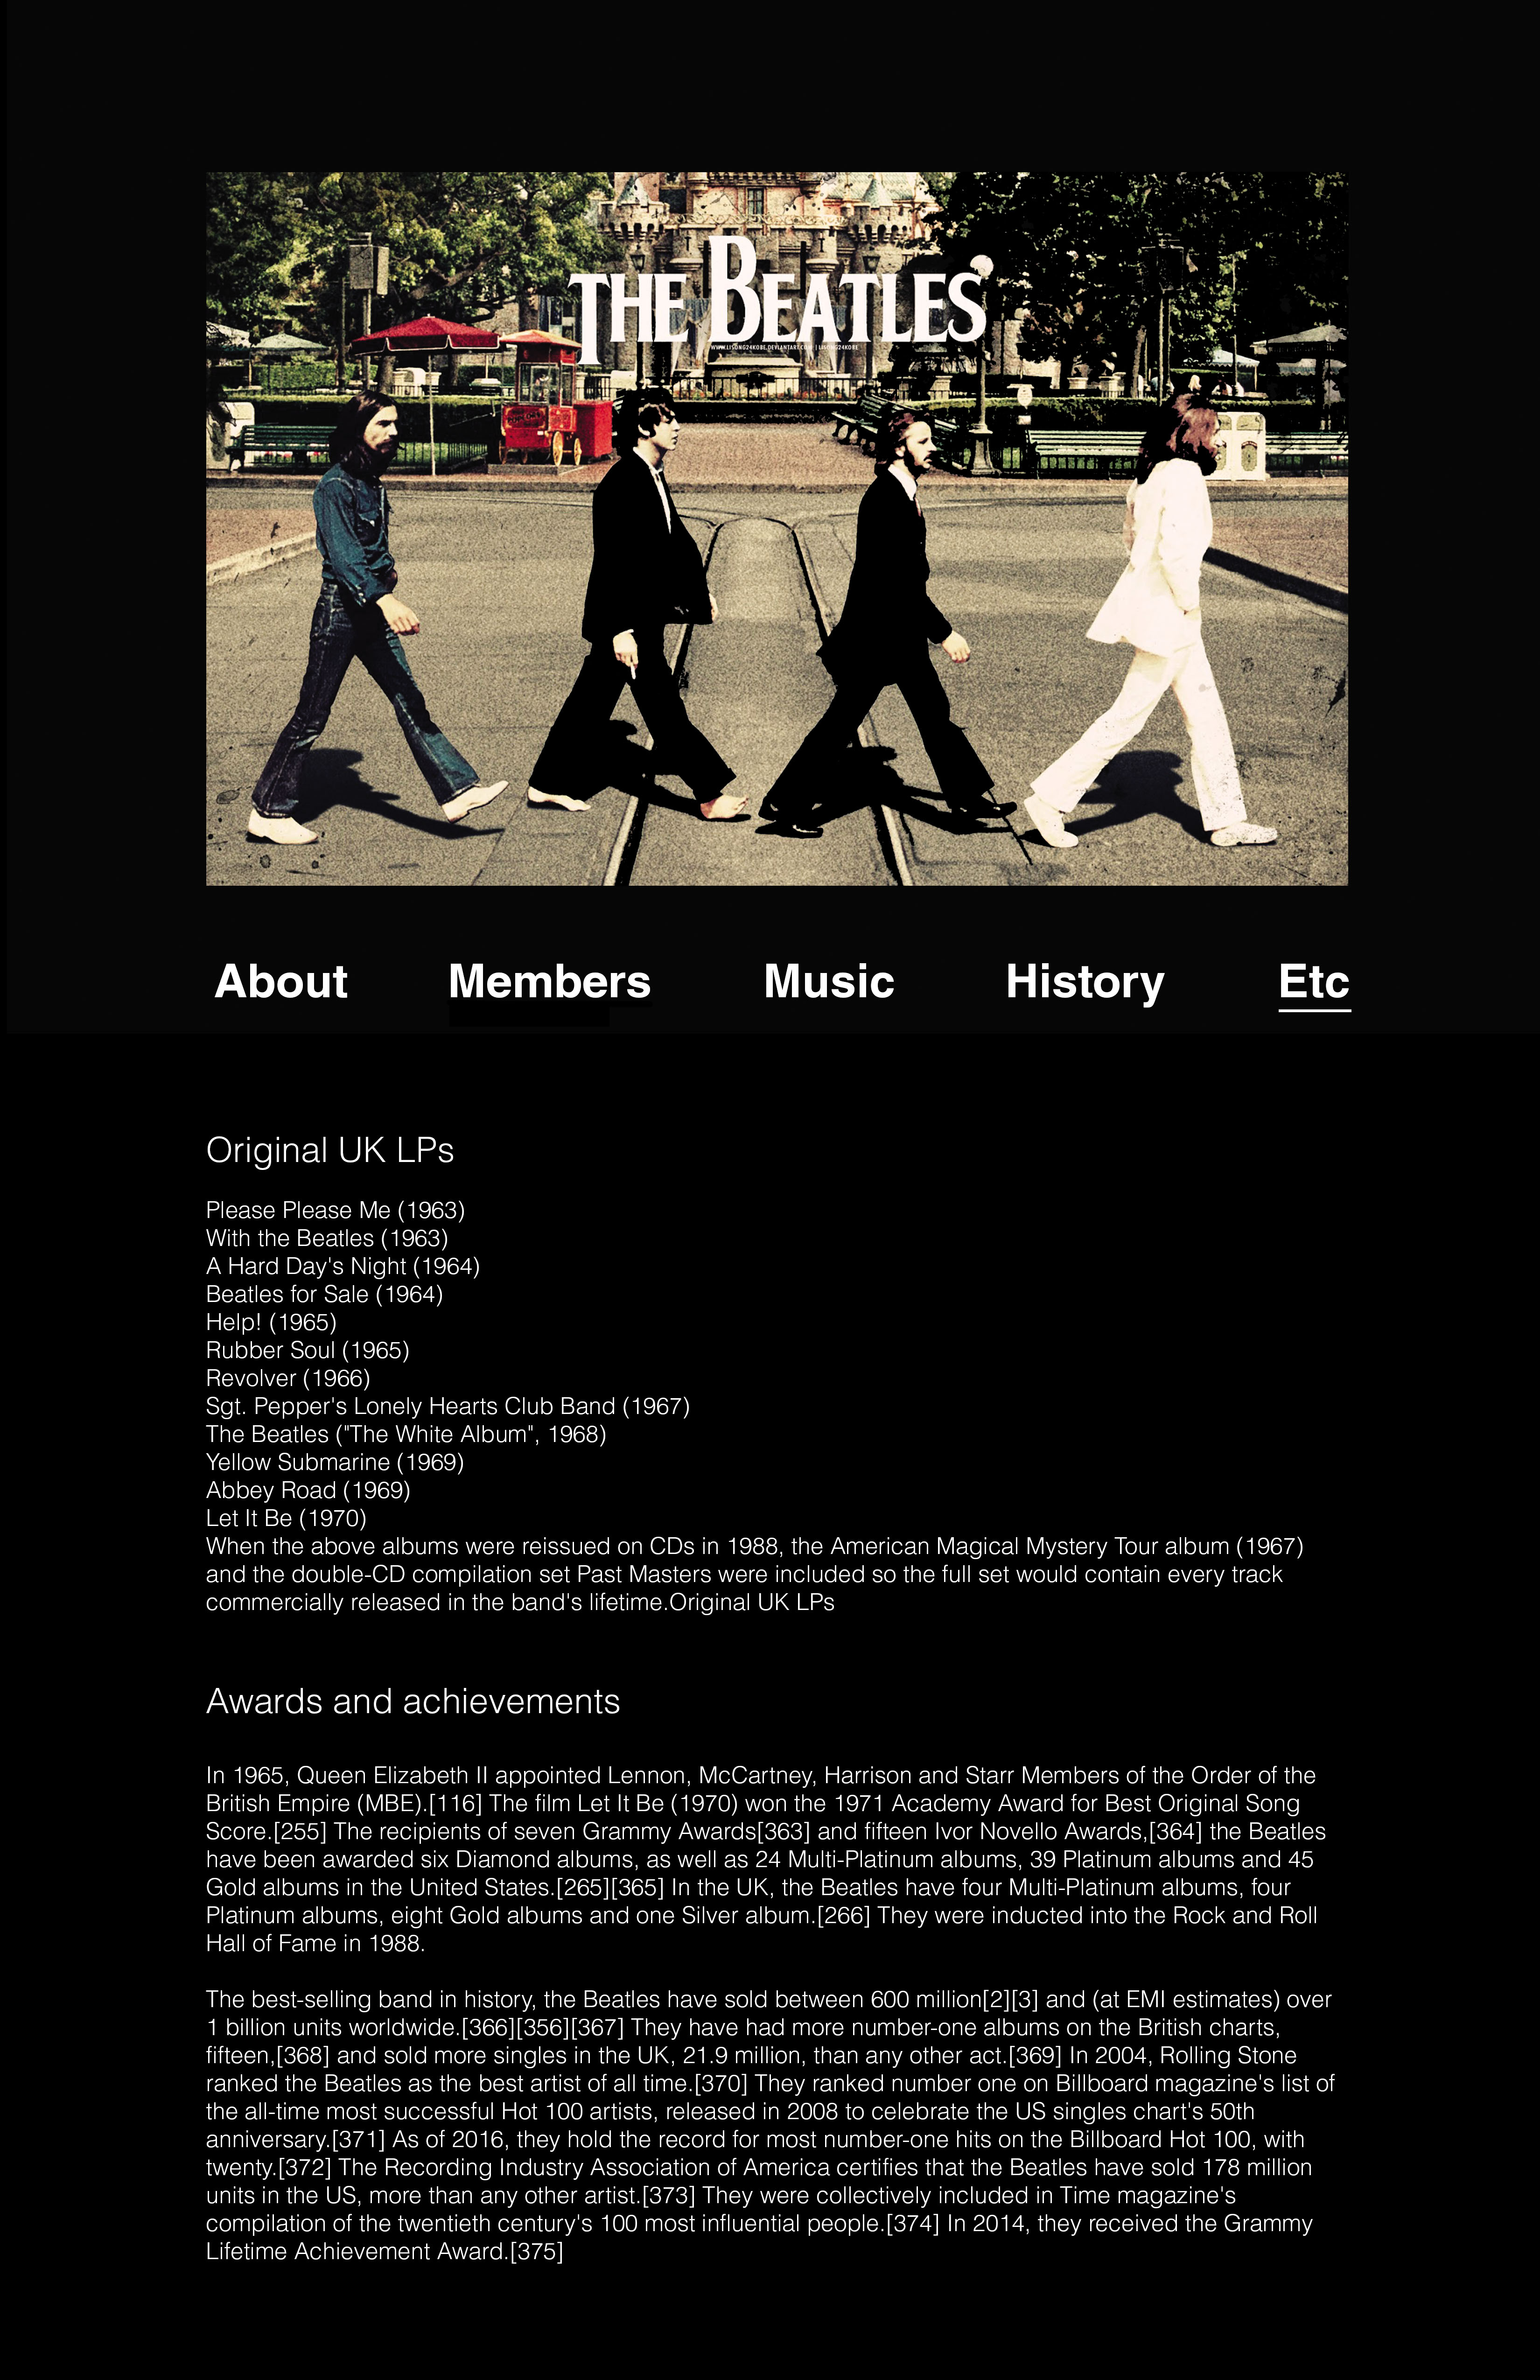 THE BEATLES
WWW.LISONG24KOBE.DEVIANTART.COM | LISONG24KOBE
About Members Music History Etc
Original UK LPs
Please Please Me (1963)
With the Beatles (1963)
A Hard Day's Night (1964)
Beatles for Sale (1964)
Help! (1965)
Rubber Soul (1965)
Revolver (1966)
Sgt. Pepper's Lonely Hearts Club Band (1967)
The Beatles ("The White Album", 1968)
Yellow Submarine (1969)
Abbey Road (1969)
Let It Be (1970)
When the above albums were reissued on CDs in 1988, the American Magical Mystery Tour album (1967)
and the double-CD compilation set Past Masters were included so the full set would contain every track
commercially released in the band's lifetime.Original UK LPs
Awards and achievements
In 1965, Queen Elizabeth II appointed Lennon, McCartney, Harrison and Starr Members of the Order of the
British Empire (MBE).[116] The film Let It Be (1970) won the 1971 Academy Award for Best Original Song
Score.[255] The recipients of seven Grammy Awards[363] and fifteen Ivor Novello Awards,[364] the Beatles
have been awarded six Diamond albums, as well as 24 Multi-Platinum albums, 39 Platinum albums and 45
Gold albums in the United States.[265][365] In the UK, the Beatles have four Multi-Platinum albums, four
Platinum albums, eight Gold albums and one Silver album.[266] They were inducted into the Rock and Roll
Hall of Fame in 1988.
The best-selling band in history, the Beatles have sold between 600 million[2][3] and (at EMI estimates) over
1 billion units worldwide.[366][356][367] They have had more number-one albums on the British charts,
fifteen,[368] and sold more singles in the UK, 21.9 million, than any other act.[369] In 2004, Rolling Stone
ranked the Beatles as the best artist of all time.[370] They ranked number one on Billboard magazine's list of
the all-time most successful Hot 100 artists, released in 2008 to celebrate the US singles chart's 50th
anniversary.[371] As of 2016, they hold the record for most number-one hits on the Billboard Hot 100, with
twenty.[372] The Recording Industry Association of America certifies that the Beatles have sold 178 million
units in the US, more than any other artist.[373] They were collectively included in Time magazine's
compilation of the twentieth century's 100 most influential people.[374] In 2014, they received the Grammy
Lifetime Achievement Award.[375]